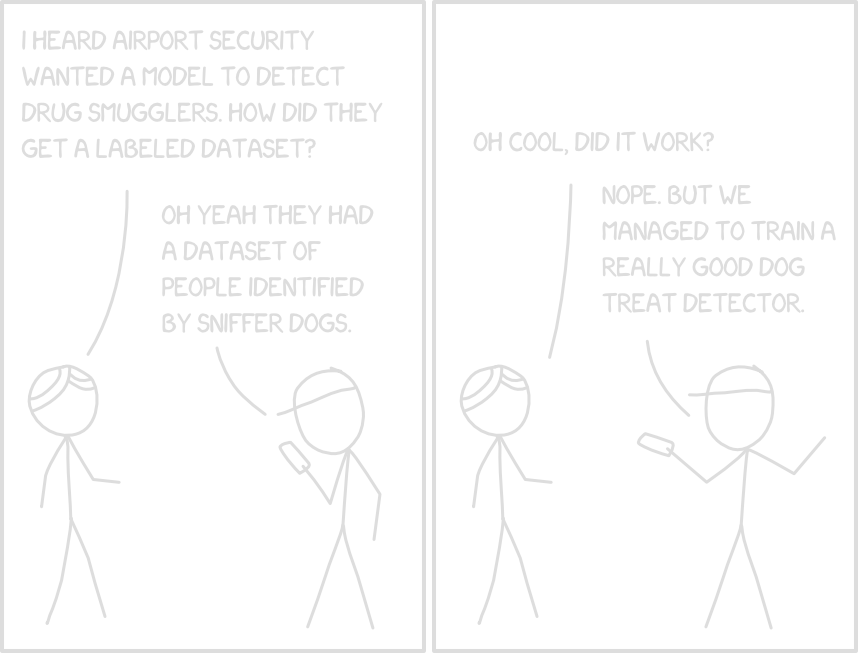 I HEARD AIRPORT SECURITY
WANTED A MODEL TO DETECT
DRUG SMUGGLERS. HOW DID THEY
GET A LABELED DATASET?
OH YEAH THEY HAD
A DATASET OF
PEOPLE IDENTIFIED
BY SNIFFER DOGS.
OH COOL, DID IT WORK?
NOPE. BUT WE
MANAGED TO TRAIN A
REALLY GOOD DOG
TREAT DETECTOR.